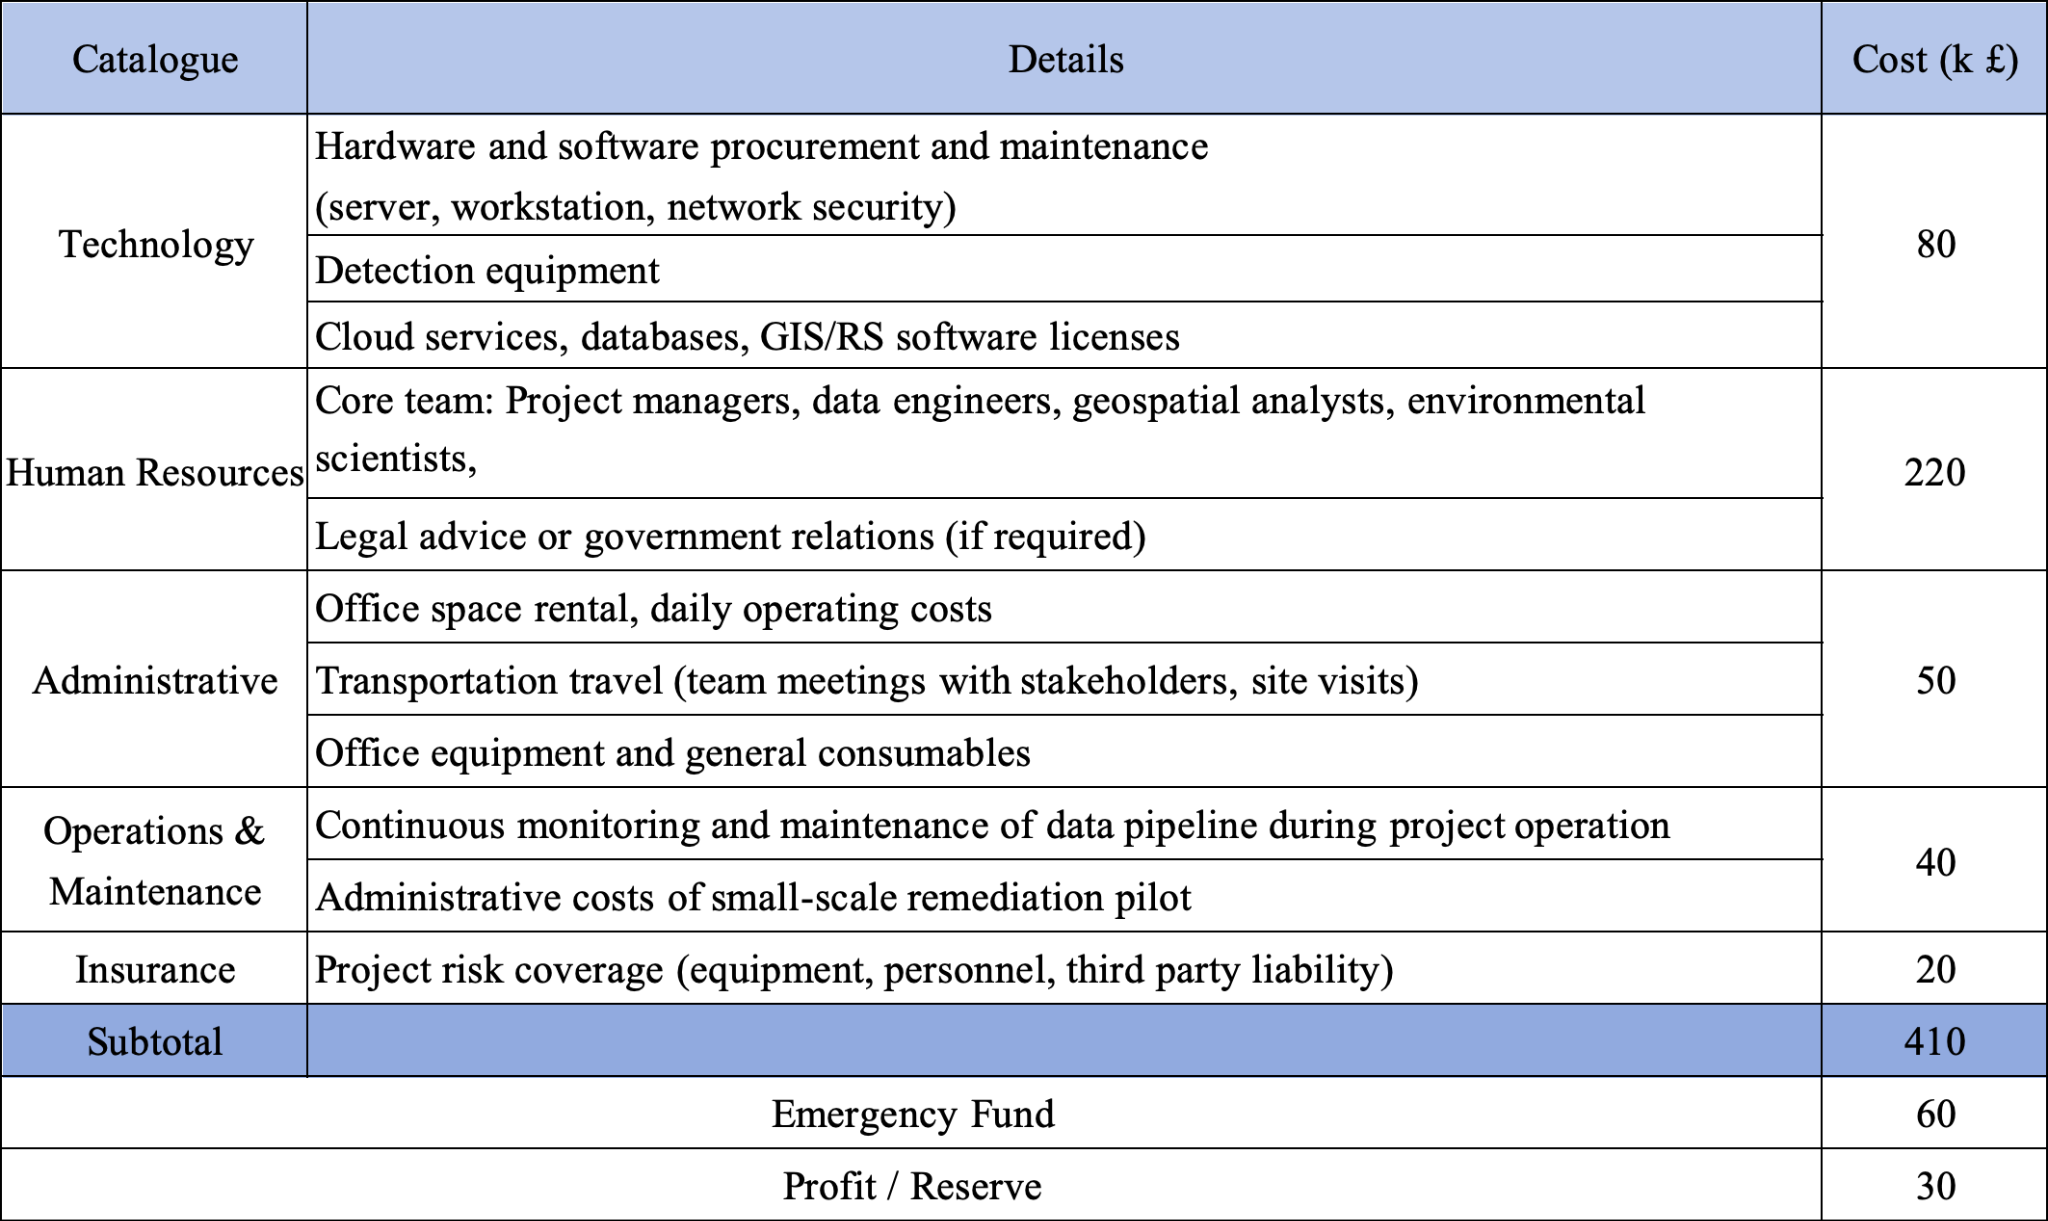 Catalogue Details Cost (k £)
Technology
Hardware and software procurement and maintenance
(server, workstation, network security)
Detection equipment
Cloud services, databases, GIS/RS software licenses
80
Human Resources
Core team: Project managers, data engineers, geospatial analysts, environmental
scientists,
Legal advice or government relations (if required)
220
Administrative
Office space rental, daily operating costs
Transportation travel (team meetings with stakeholders, site visits)
Office equipment and general consumables
50
Operations &
Maintenance
Continuous monitoring and maintenance of data pipeline during project operation
Administrative costs of small-scale remediation pilot
40
Insurance Project risk coverage (equipment, personnel, third party liability) 20
Subtotal 410
Emergency Fund 60
Profit / Reserve 30